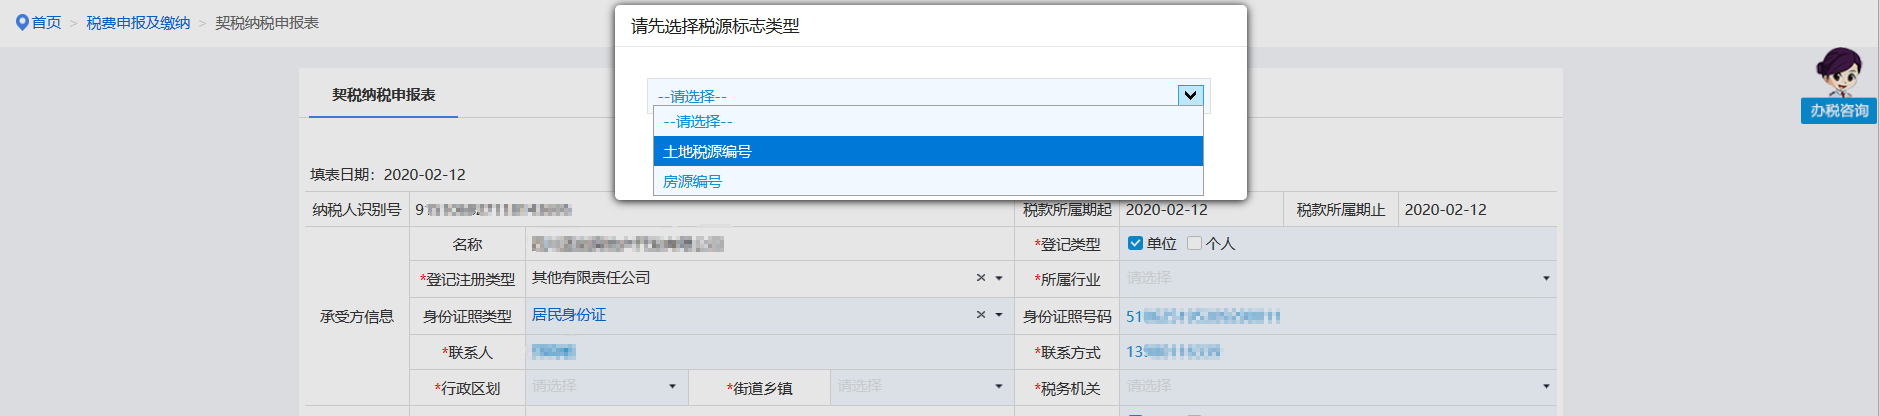 首页 > 税费申报及缴纳 > 契税纳税申报表
请先选择税源标志类型
--请选择--
--请选择--
土地税源编号
房源编号
办税咨询
契税纳税申报表
填表日期：2020-02-12
纳税人识别号 税款所属期起 2020-02-12 税款所属期止 2020-02-12
承受方信息
名称 *登记类型 单位 个人
*登记注册类型 其他有限责任公司 × *所属行业 请选择
身份证照类型 居民身份证 × 身份证照号码
*联系人 *联系方式
*行政区划 请选择 *街道乡镇 请选择 *税务机关 请选择